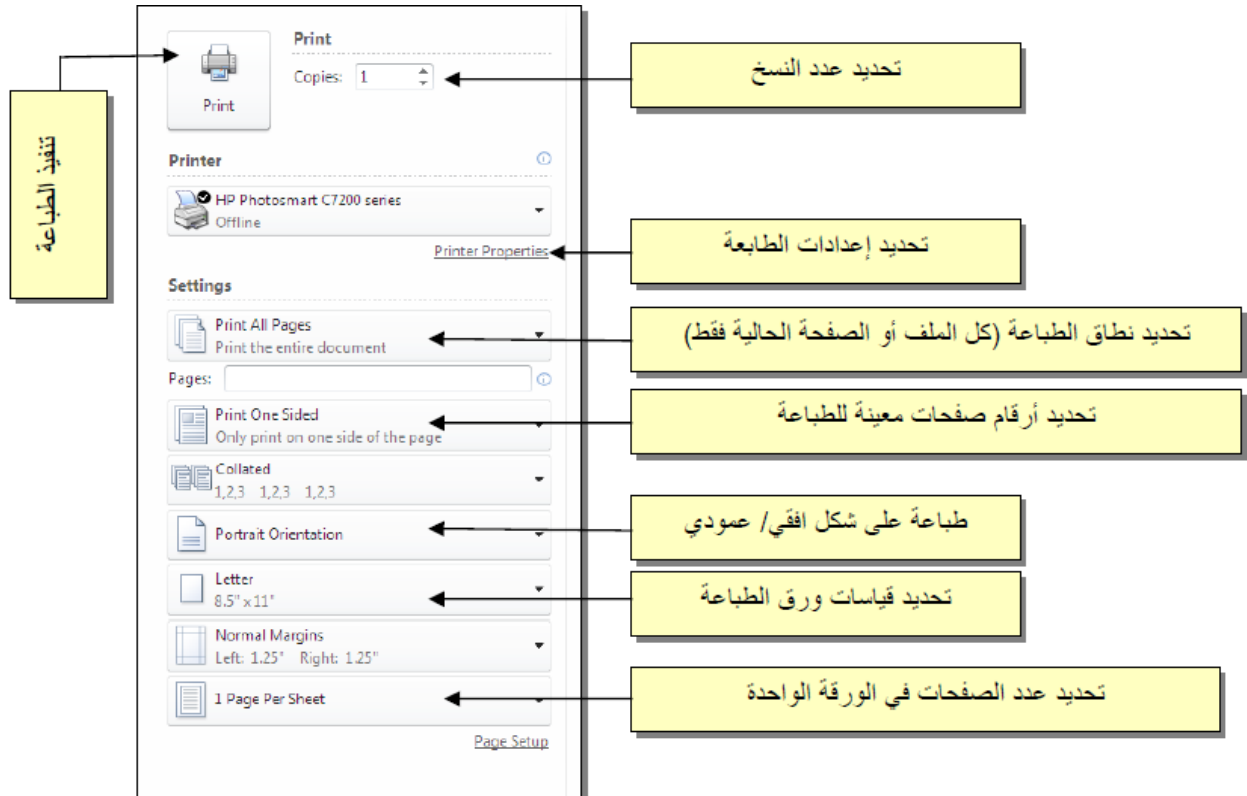 Print
Copies: 1
Print
تحديد عدد النسخ
تنفيذ الطباعة
Printer
HP Photosmart C7200 series
Offline
Printer Properties
تحديد إعدادات الطابعة
Settings
Print All Pages
Print the entire document
تحديد نطاق الطباعة (كل الملف أو الصفحة الحالية فقط)
Pages:
Print One Sided
Only print on one side of the page
تحديد أرقام صفحات معينة للطباعة
Collated
1,2,3 1,2,3 1,2,3
Portrait Orientation
طباعة على شكل افقي/ عمودي
Letter
8.5" x 11"
تحديد قياسات ورق الطباعة
Normal Margins
Left: 1.25" Right: 1.25"
1 Page Per Sheet
تحديد عدد الصفحات في الورقة الواحدة
Page Setup